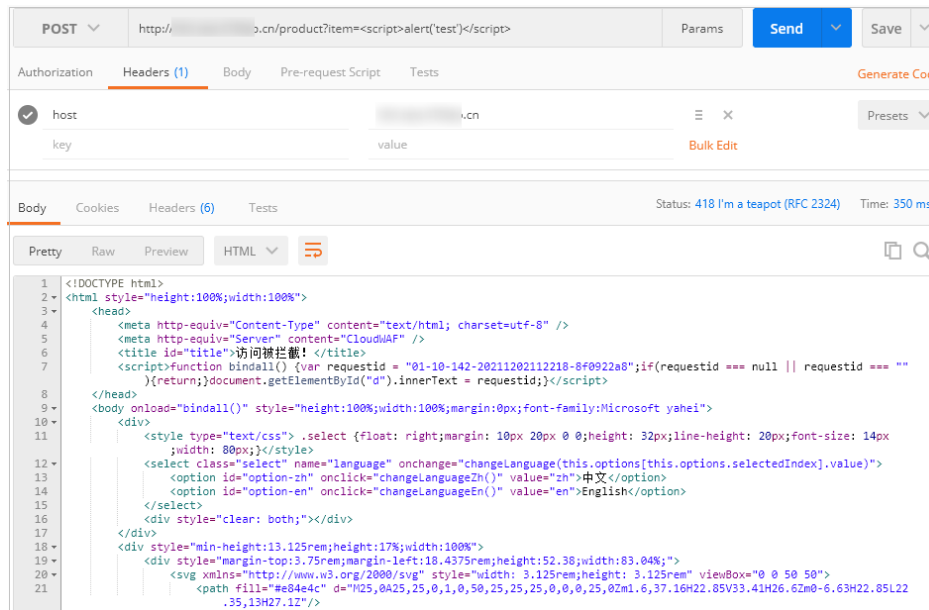 POST http:/ .cn/product?item=<script>alert('test')</script> Params Send Save
Authorization Headers (1) Body Pre-request Script Tests Generate Co
host .cn Presets
key value Bulk Edit
Body Cookies Headers (6) Tests Status: 418 I'm a teapot (RFC 2324) Time: 350 ms
Pretty Raw Preview HTML
1 <!DOCTYPE html>
2 <html style="height:100%;width:100%">
3 <head>
4 <meta http-equiv="Content-Type" content="text/html; charset=utf-8" />
5 <meta http-equiv="Server" content="CloudWAF" />
6 <title id="title">访问被拦截！</title>
7 <script>function bindall() {var requestid = "01-10-142-20211202112218-8f0922a8";if(requestid === null || requestid === ""
){return;}document.getElementById("d").innerText = requestid;}</script>
8 </head>
9 <body onload="bindall()" style="height:100%;width:100%;margin:0px;font-family:Microsoft yahei">
10 <div>
11 <style type="text/css"> .select {float: right;margin: 10px 20px 0 0;height: 32px;line-height: 20px;font-size: 14px
;width: 80px;}</style>
12 <select class="select" name="language" onchange="changeLanguage(this.options[this.options.selectedIndex].value)">
13 <option id="option-zh" onclick="changeLanguageZh()" value="zh">中文</option>
14 <option id="option-en" onclick="changeLanguageEn()" value="en">English</option>
15 </select>
16 <div style="clear: both;"></div>
17 </div>
18 <div style="min-height:13.125rem;height:17%;width:100%">
19 <div style="margin-top:3.75rem;margin-left:18.4375rem;height:52.38;width:83.04%;">
20 <svg xmlns="http://www.w3.org/2000/svg" style="width: 3.125rem;height: 3.125rem" viewBox="0 0 50 50">
21 <path fill="#e84e4c" d="M25,0A25,25,0,1,0,50,25,25,25,0,0,0,25,0Zm1.6,37.16H22.85V33.41H26.6Zm0-6.63H22.85L22
.35,13H27.1Z"/>